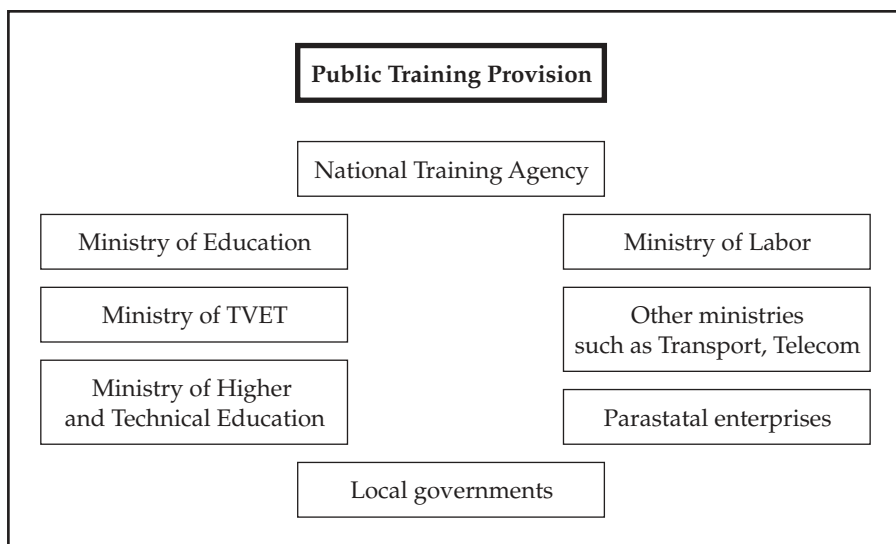 Public Training Provision
National Training Agency
Ministry of Education
Ministry of Labor
Ministry of TVET
Other ministries
such as Transport, Telecom
Ministry of Higher
and Technical Education
Parastatal enterprises
Local governments